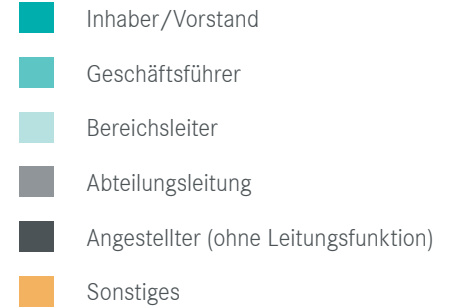 Inhaber/Vorstand
Geschäftsführer
Bereichsleiter
Abteilungsleitung
Angestellter (ohne Leitungsfunktion)
Sonstiges